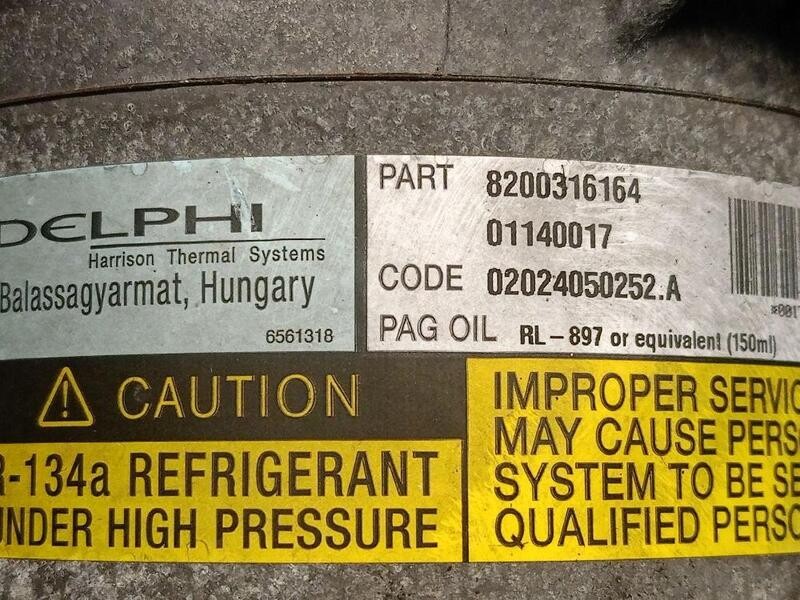 DELPHI
Harrison Thermal Systems
Balassagyarmat, Hungary
6561318
PART 8200316164
01140017
CODE 02024050252.A
PAG OIL RL-897 or equivalent (150ml)
*001
CAUTION
R-134a REFRIGERANT
UNDER HIGH PRESSURE
IMPROPER SERVIC
MAY CAUSE PERS
SYSTEM TO BE SE
QUALIFIED PERSO